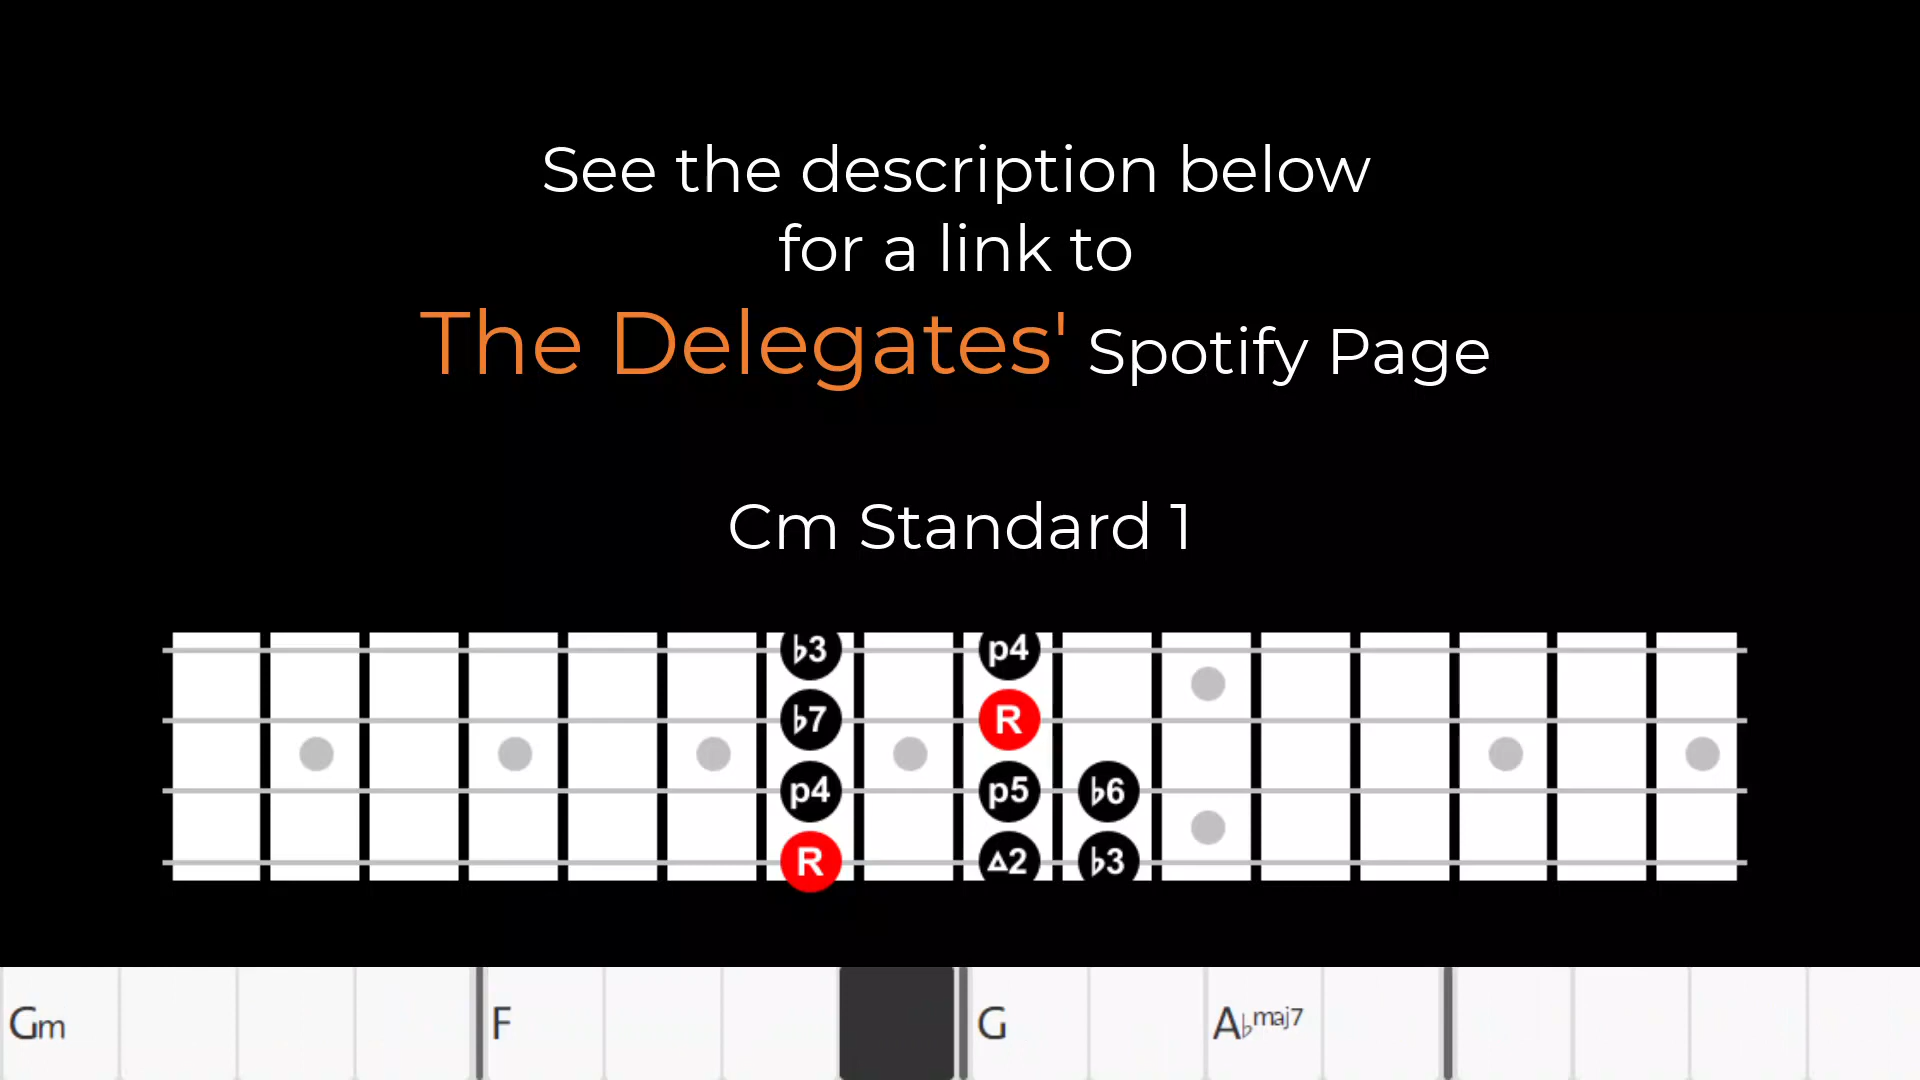 See the description below
for a link to
The Delegates' Spotify Page
Cm Standard 1
♭3 p4
♭7 R
p4 p5 ♭6
R △2 ♭3
Gm F G A♭maj7